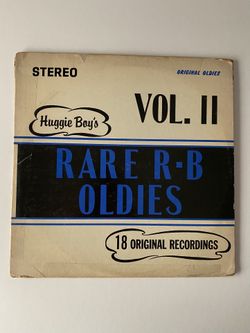 STEREO
ORIGINAL OLDIES
Huggie Boy's
VOL. II
RARE R-B
OLDIES
18 ORIGINAL RECORDINGS